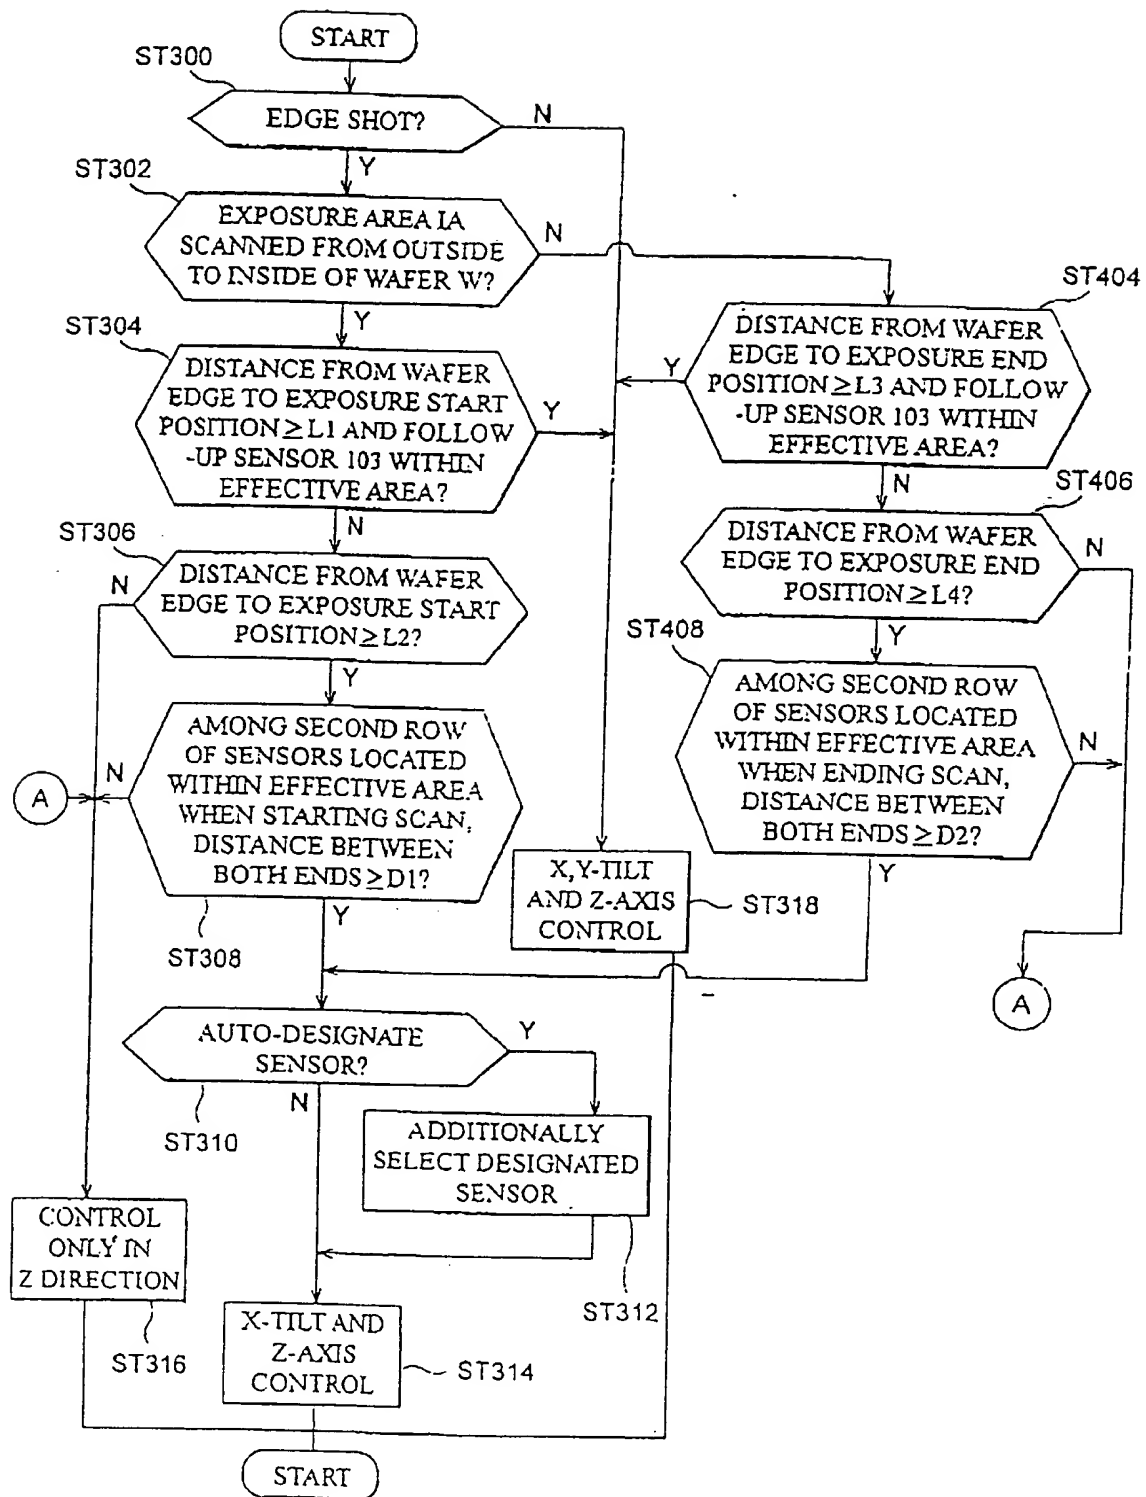 START
ST300
EDGE SHOT?
N
Y
ST302
EXPOSURE AREA IA
SCANNED FROM OUTSIDE
TO INSIDE OF WAFER W?
N
Y
ST304
DISTANCE FROM WAFER
EDGE TO EXPOSURE START
POSITION≥L1 AND FOLLOW
-UP SENSOR 103 WITHIN
EFFECTIVE AREA?
Y
N
ST404
DISTANCE FROM WAFER
EDGE TO EXPOSURE END
POSITION≥L3 AND FOLLOW
-UP SENSOR 103 WITHIN
EFFECTIVE AREA?
Y
N
ST306
DISTANCE FROM WAFER
EDGE TO EXPOSURE START
POSITION≥L2?
N
Y
ST406
DISTANCE FROM WAFER
EDGE TO EXPOSURE END
POSITION≥L4?
N
Y
A
N
AMONG SECOND ROW
OF SENSORS LOCATED
WITHIN EFFECTIVE AREA
WHEN STARTING SCAN,
DISTANCE BETWEEN
BOTH ENDS≥D1?
Y
ST308
ST408
AMONG SECOND ROW
OF SENSORS LOCATED
WITHIN EFFECTIVE AREA
WHEN ENDING SCAN,
DISTANCE BETWEEN
BOTH ENDS≥D2?
N
Y
X,Y-TILT
AND Z-AXIS
CONTROL
ST318
A
AUTO-DESIGNATE
SENSOR?
Y
N
ST310
ADDITIONALLY
SELECT DESIGNATED
SENSOR
ST312
CONTROL
ONLY IN
Z DIRECTION
ST316
X-TILT AND
Z-AXIS
CONTROL
ST314
START